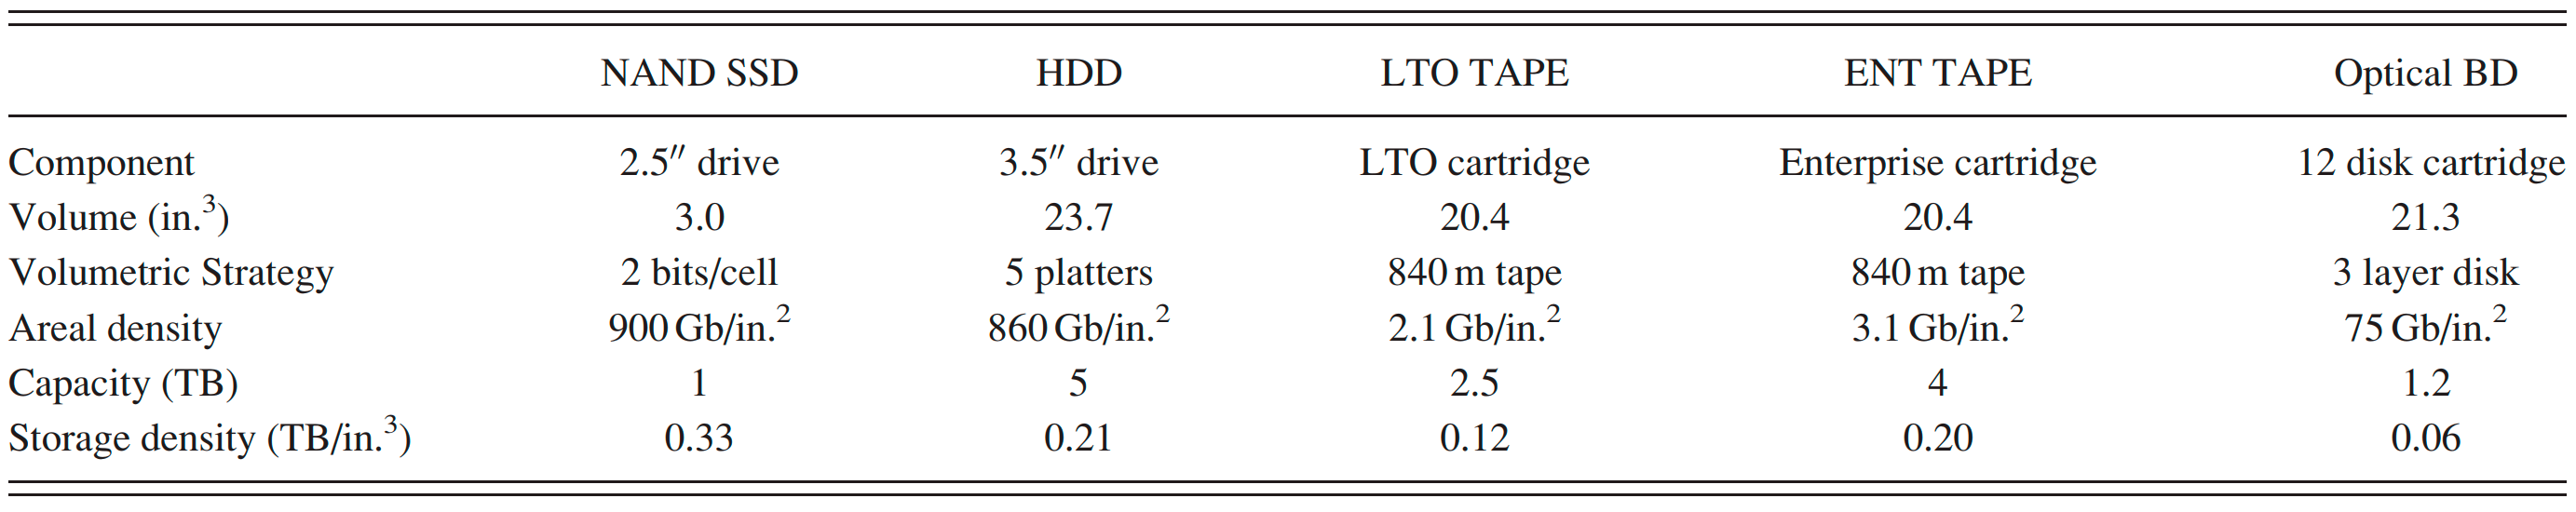 NAND SSD HDD LTO TAPE ENT TAPE Optical BD
Component 2.5″ drive 3.5″ drive LTO cartridge Enterprise cartridge 12 disk cartridge
Volume (in.³) 3.0 23.7 20.4 20.4 21.3
Volumetric Strategy 2 bits/cell 5 platters 840 m tape 840 m tape 3 layer disk
Areal density 900 Gb/in.² 860 Gb/in.² 2.1 Gb/in.² 3.1 Gb/in.² 75 Gb/in.²
Capacity (TB) 1 5 2.5 4 1.2
Storage density (TB/in.³) 0.33 0.21 0.12 0.20 0.06